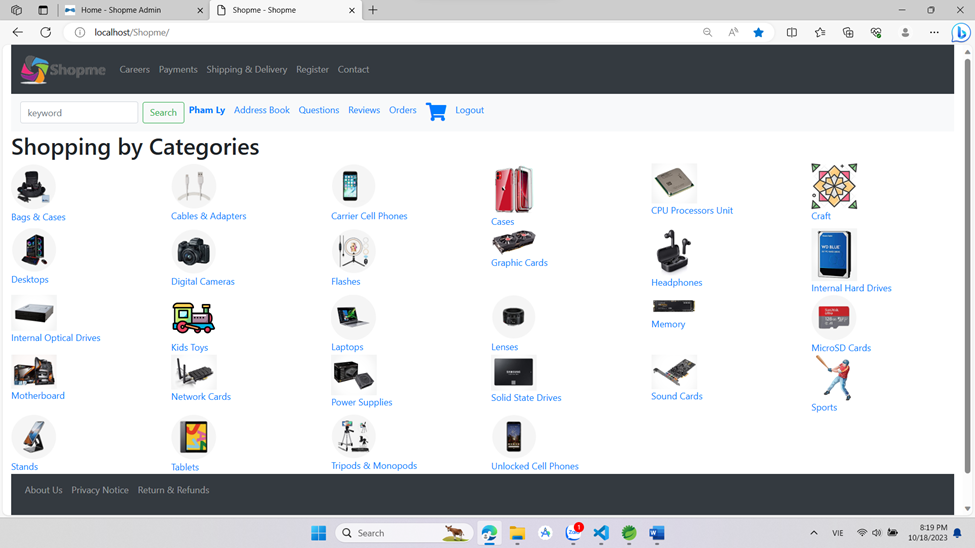 Home - Shopme Admin
Shopme - Shopme
localhost/Shopme/
Shopme Careers Payments Shipping & Delivery Register Contact
keyword Search Pham Ly Address Book Questions Reviews Orders Logout
Shopping by Categories
Bags & Cases
Cables & Adapters
Carrier Cell Phones
Cases
CPU Processors Unit
Craft
Desktops
Digital Cameras
Flashes
Graphic Cards
Headphones
WD BLUE
Internal Hard Drives
Internal Optical Drives
Kids Toys
Laptops
Lenses
Memory
MicroSD Cards
Motherboard
Network Cards
Power Supplies
SAMSUNG
Solid State Drives
Sound Cards
Sports
Stands
Tablets
Tripods & Monopods
Unlocked Cell Phones
About Us Privacy Notice Return & Refunds
Search 1 VIE 8:19 PM
10/18/2023